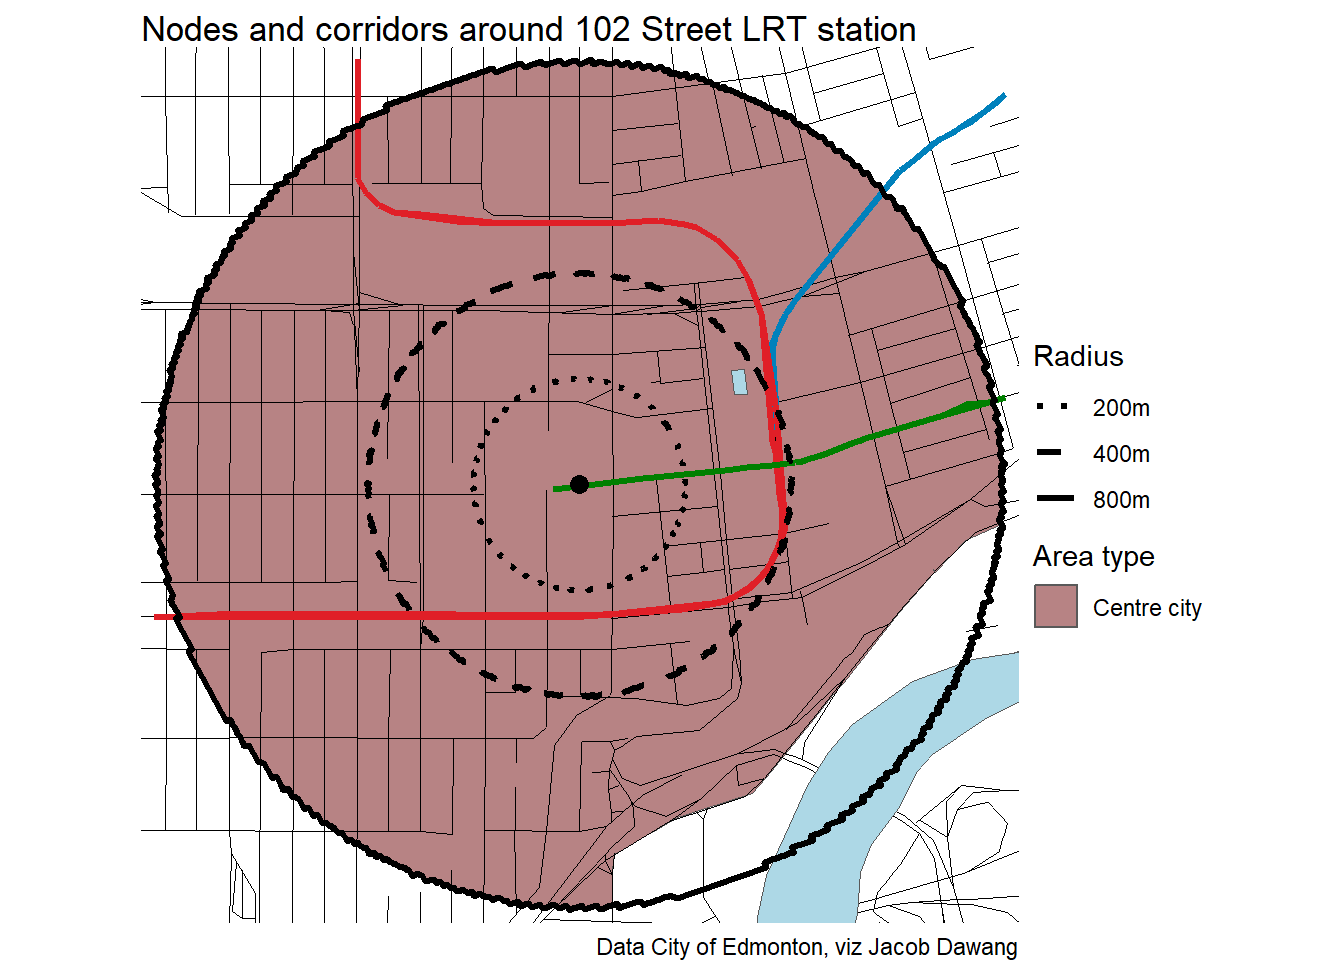 Nodes and corridors around 102 Street LRT station
Radius
200m
400m
800m
Area type
Centre city
Data City of Edmonton, viz Jacob Dawang